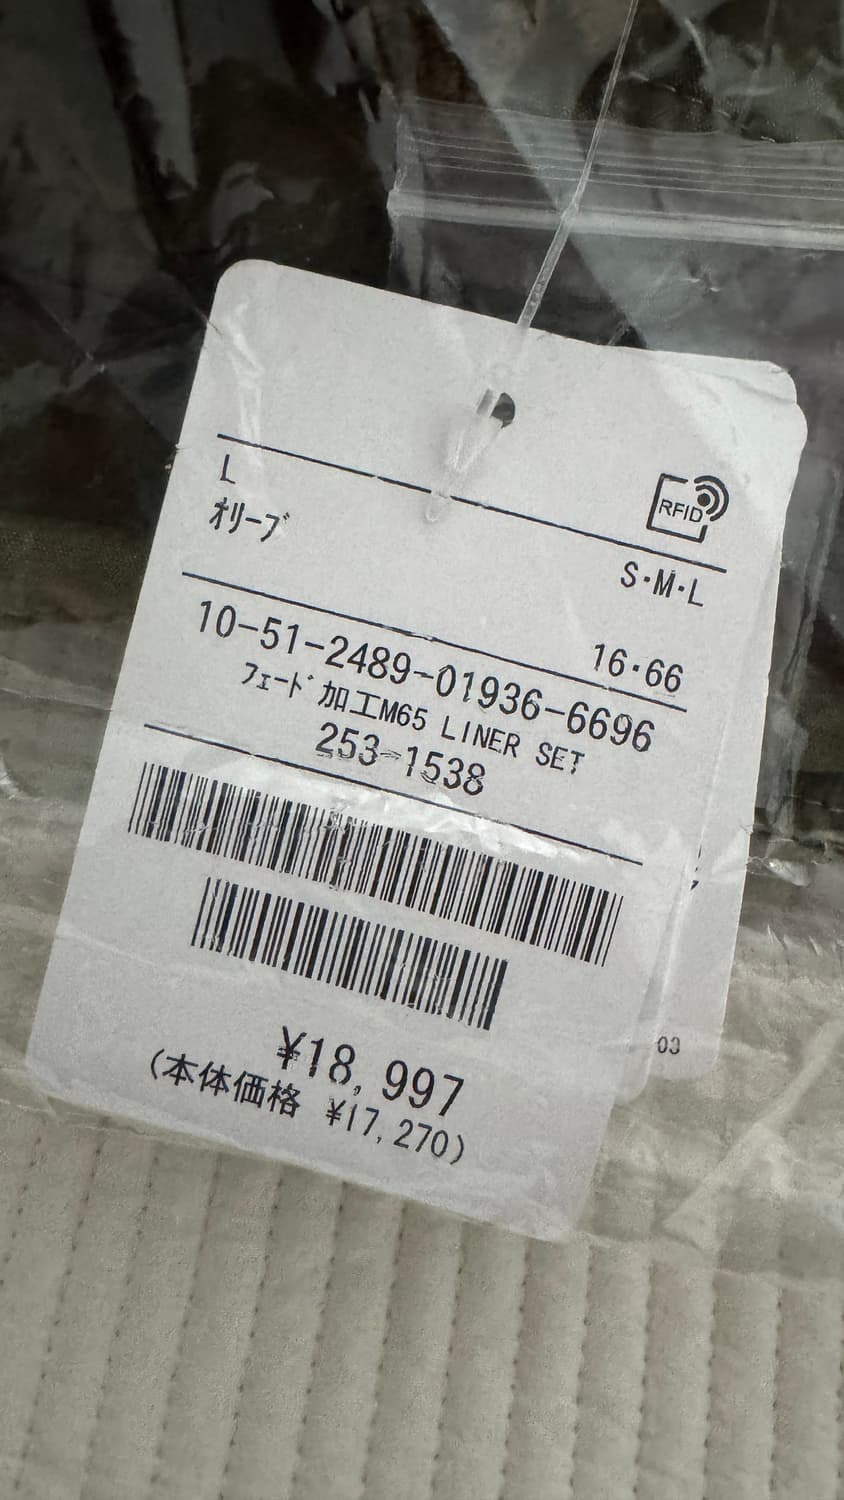 L
RFID
ｵﾘｰﾌﾞ
S・M・L
16・66
10-51-2489-01936-6696
ﾌｪｰﾄﾞ加工M65 LINER SET
253-1538
¥18,997
(本体価格 ¥17,270)
03